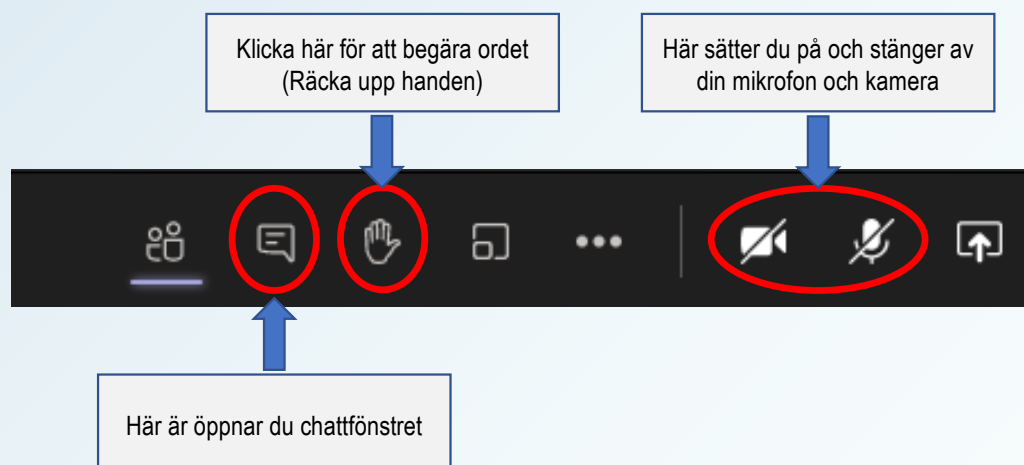 Klicka här för att begära ordet
(Räcka upp handen)
Här sätter du på och stänger av
din mikrofon och kamera
Här är öppnar du chattfönstret